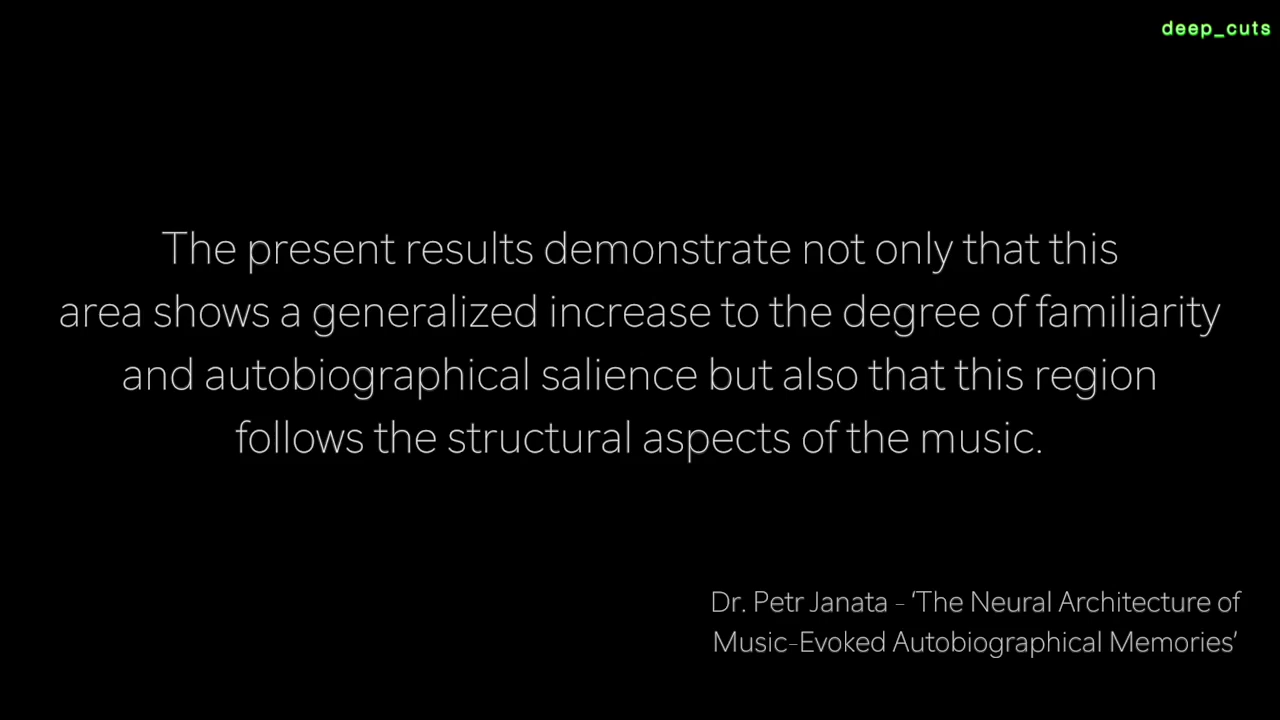 deep_cuts
The present results demonstrate not only that this
area shows a generalized increase to the degree of familiarity
and autobiographical salience but also that this region
follows the structural aspects of the music.
Dr. Petr Janata - ‘The Neural Architecture of
Music-Evoked Autobiographical Memories’